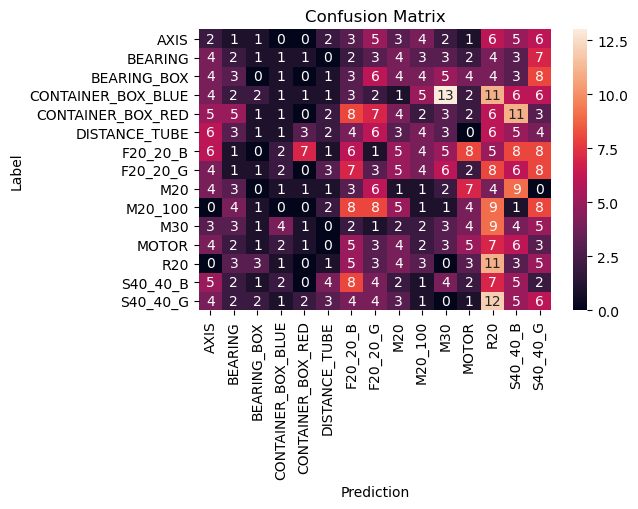 Confusion Matrix
AXIS 2 1 1 0 0 2 3 5 3 4 2 1 6 5 6
BEARING 4 2 1 1 1 0 2 3 4 3 3 2 4 3 7
BEARING_BOX 4 3 0 1 0 1 3 6 4 4 5 4 4 3 8
CONTAINER_BOX_BLUE 4 2 2 1 1 1 3 2 1 5 13 2 11 6 6
CONTAINER_BOX_RED 5 5 1 1 0 2 8 7 4 2 3 2 6 11 3
DISTANCE_TUBE 6 3 1 1 3 2 4 6 3 4 3 0 6 5 4
F20_20_B 6 1 0 2 7 1 6 1 5 4 5 8 5 8 8
F20_20_G 4 1 1 2 0 3 7 3 5 4 6 2 8 6 8
M20 4 3 0 1 1 1 3 6 1 1 2 7 4 9 0
M20_100 0 4 1 0 0 2 8 8 5 1 1 4 9 1 8
M30 3 3 1 4 1 0 2 1 2 2 3 4 9 4 5
MOTOR 4 2 1 2 1 0 5 3 4 2 3 5 7 6 3
R20 0 3 3 1 0 1 5 3 4 3 0 3 11 3 5
S40_40_B 5 2 1 2 0 4 8 4 2 1 4 2 7 5 2
S40_40_G 4 2 2 1 2 3 4 4 3 1 0 1 12 5 6
Label
AXIS
BEARING
BEARING_BOX
CONTAINER_BOX_BLUE
CONTAINER_BOX_RED
DISTANCE_TUBE
F20_20_B
F20_20_G
M20
M20_100
M30
MOTOR
R20
S40_40_B
S40_40_G
Prediction
12.5
10.0
7.5
5.0
2.5
0.0